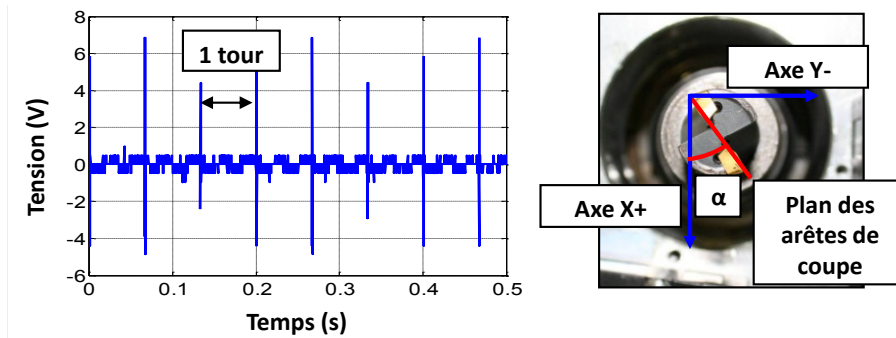 Tension (V)
8
6
4
2
0
-2
-4
-6
1 tour
0
0.1
0.2
0.3
0.4
0.5
Temps (s)
Axe Y-
Axe X+
α
Plan des
arêtes de
coupe